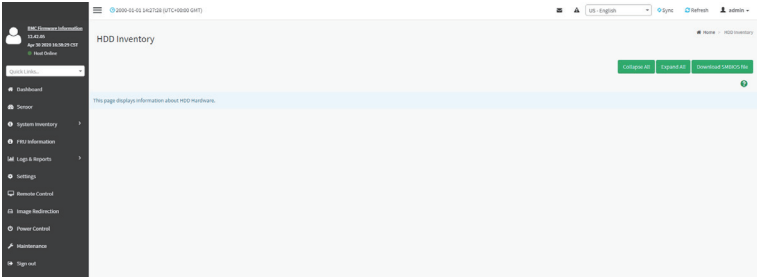 BMC Firmware Information
12.42.05
Apr 30 2020 16:50:29 CST
Host Online
Quick Links...
Dashboard
Sensor
System Inventory
FRU Information
Logs & Reports
Settings
Remote Control
Image Redirection
Power Control
Maintenance
Sign out
2000-01-01 14:27:28 (UTC+08:00 GMT)
US - English
Sync
Refresh
admin
HDD Inventory
Home > HDD Inventory
Collapse All
Expand All
Download SMBIOS file
This page displays information about HDD Hardware.